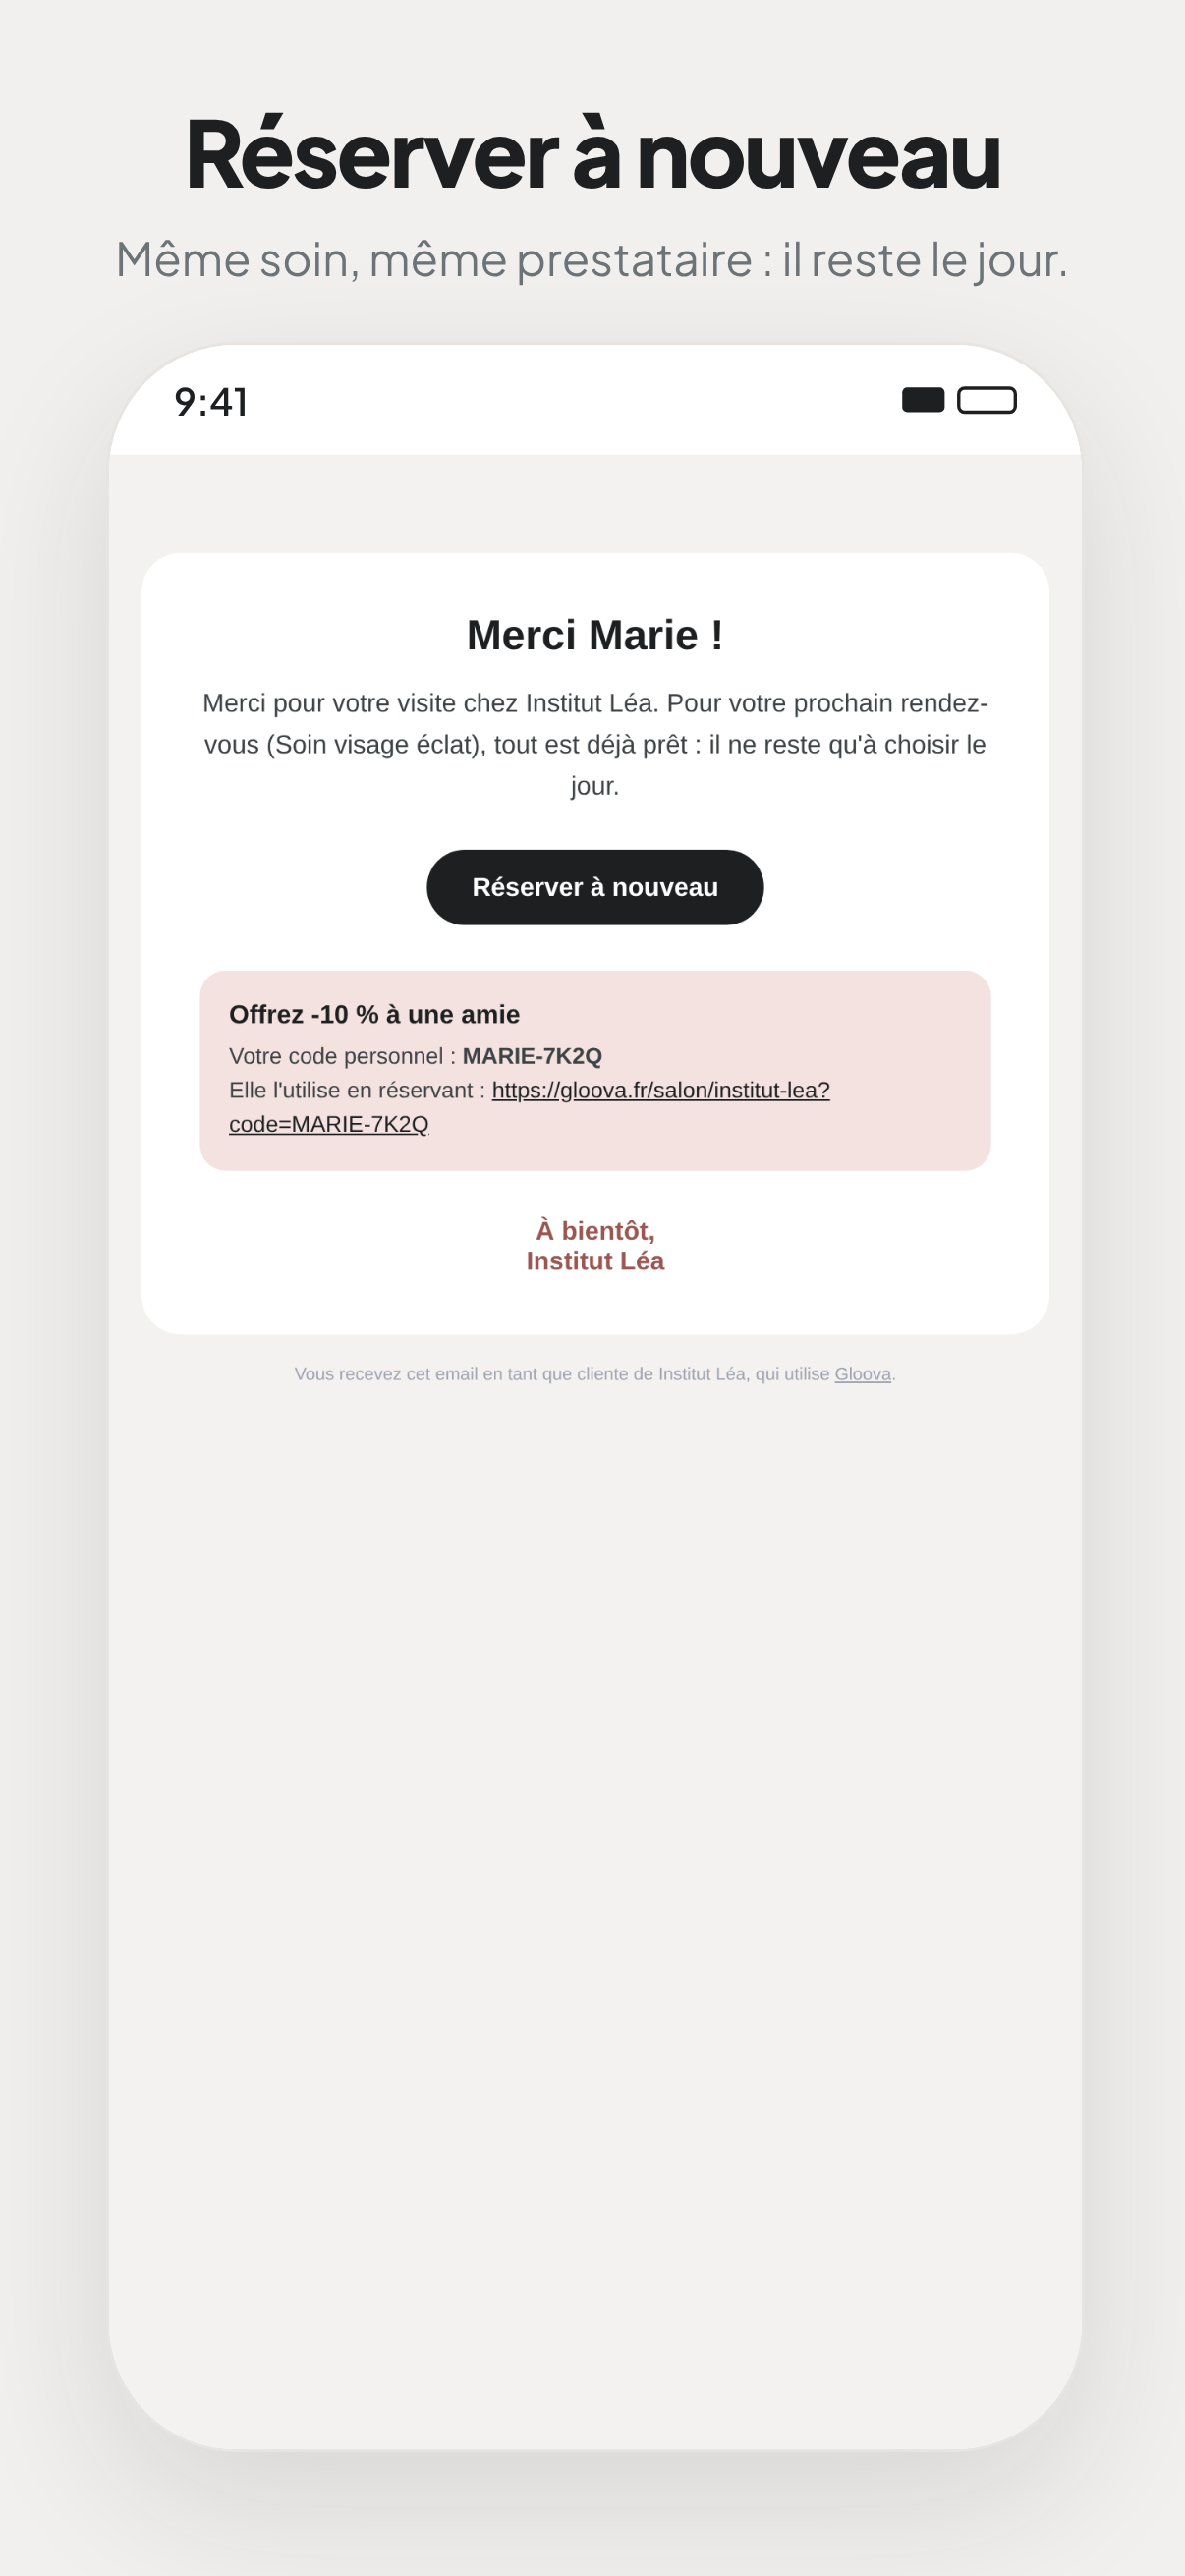 Réserver à nouveau
Même soin, même prestataire : il reste le jour.
9:41
Merci Marie !
Merci pour votre visite chez Institut Léa. Pour votre prochain rendez-
vous (Soin visage éclat), tout est déjà prêt : il ne reste qu'à choisir le
jour.
Réserver à nouveau
Offrez -10 % à une amie
Votre code personnel : MARIE-7K2Q
Elle l'utilise en réservant : https://gloova.fr/salon/institut-lea?
code=MARIE-7K2Q
À bientôt,
Institut Léa
Vous recevez cet email en tant que cliente de Institut Léa, qui utilise Gloova.